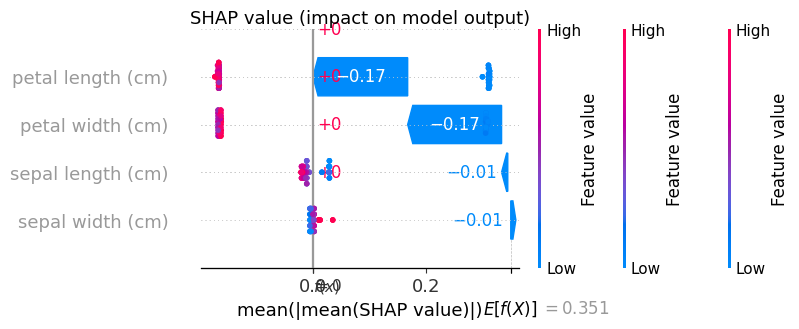 SHAP value (impact on model output)
+0
High
High
High
petal length (cm)
+0
−0.17
petal width (cm)
+0
−0.17
sepal length (cm)
+0
−0.01
sepal width (cm)
−0.01
Feature value
Feature value
Feature value
Low
Low
Low
0.2
mean(|mean(SHAP value)|)
E[f(X)] = 0.351